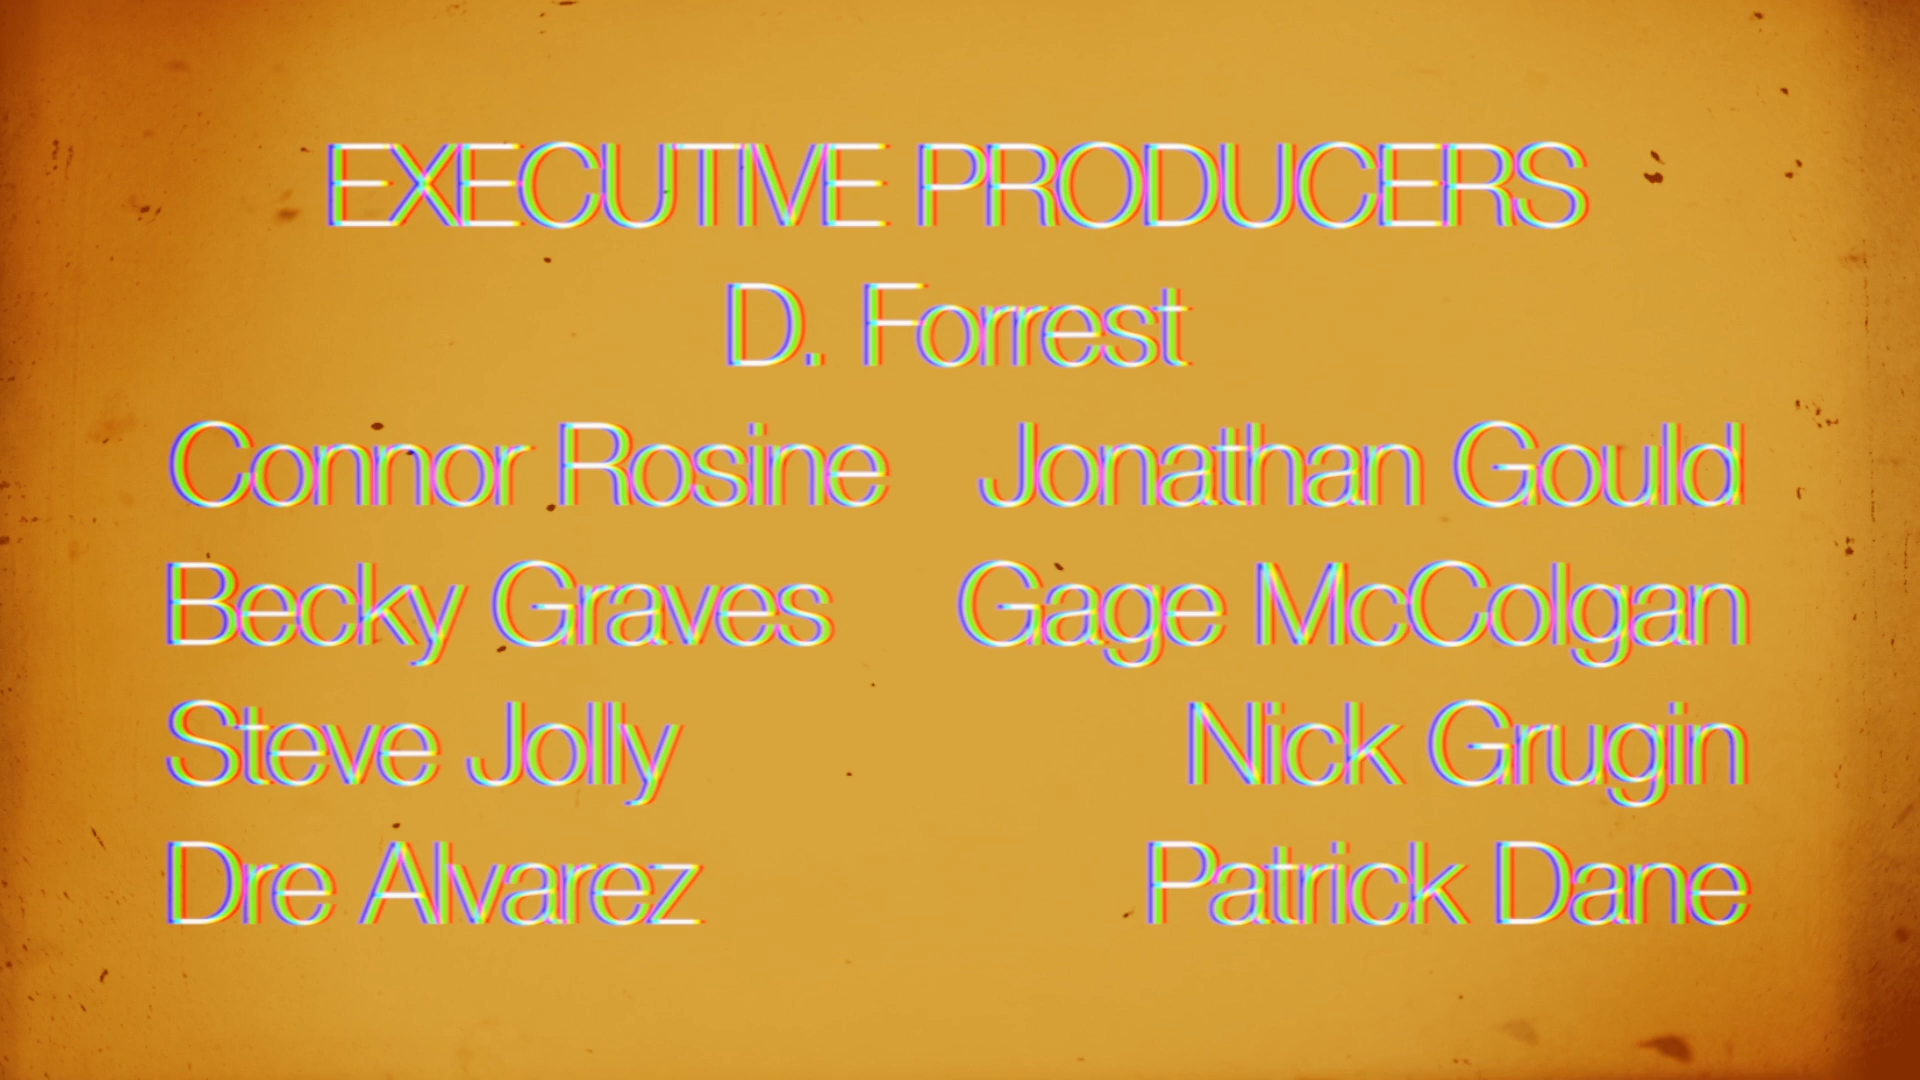 EXECUTIVE PRODUCERS
D. Forrest
Connor Rosine Jonathan Gould
Becky Graves Gage McColgan
Steve Jolly Nick Grugin
Dre Alvarez Patrick Dane